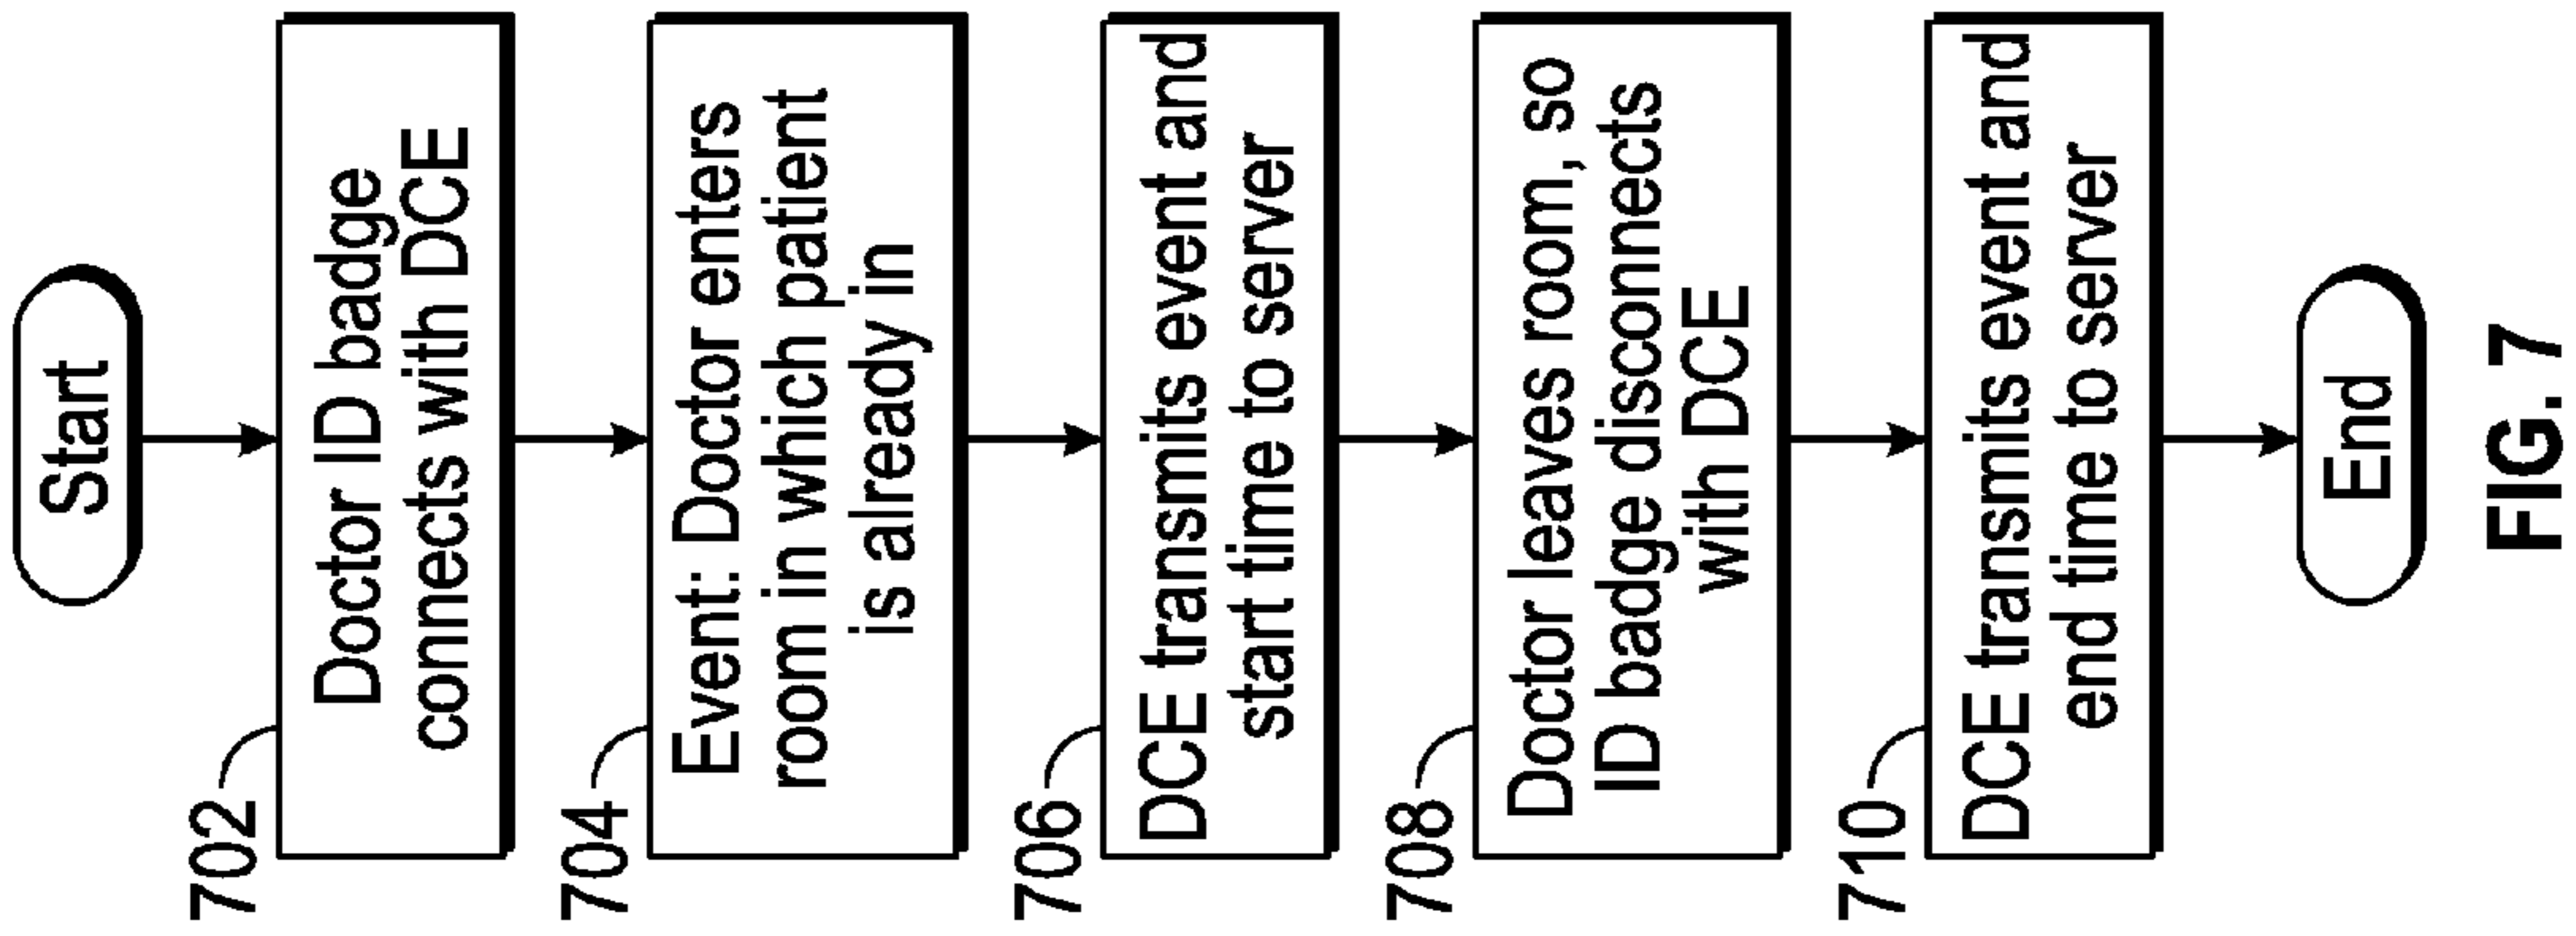 Start
702
Doctor ID badge
connects with DCE
704
Event: Doctor enters
room in which patient
is already in
706
DCE transmits event and
start time to server
708
Doctor leaves room, so
ID badge disconnects
with DCE
710
DCE transmits event and
end time to server
End
FIG. 7